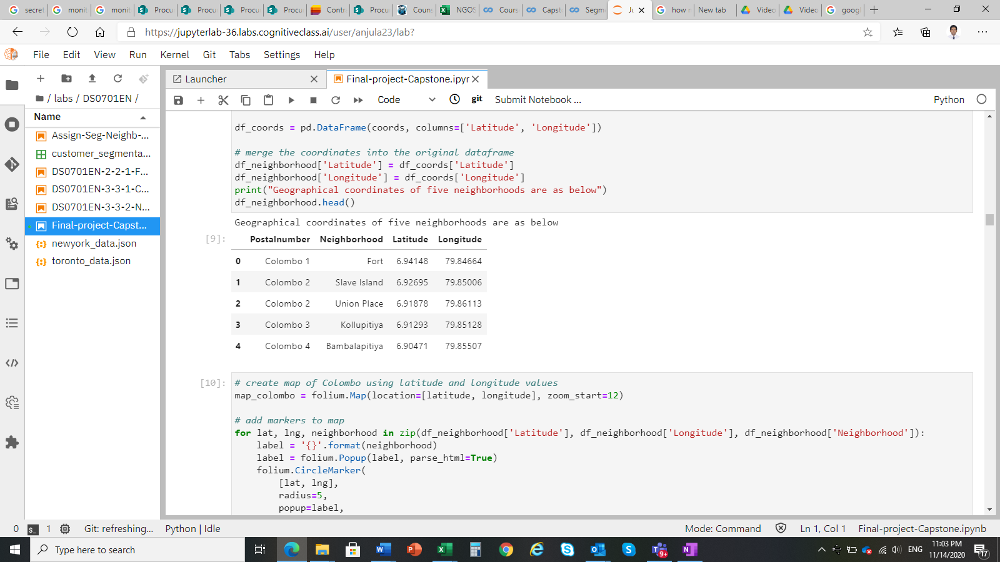 secret
monit
monit
Procu
Procu
Procu
Procu
Contr
Procu
Couns
NGOS
Cours
Capst
Segm
Ju
how r
New tab
Video
Video
googl
https://jupyterlab-36.labs.cognitiveclass.ai/user/anjula23/lab?
File Edit View Run Kernel Git Tabs Settings Help
Launcher
Final-project-Capstone.ipyr
/ labs / DS0701EN /
Code
git
Submit Notebook ...
Python
Name
Assign-Seg-Neighb-...
customer_segmenta...
DS0701EN-2-2-1-F...
DS0701EN-3-3-1-C...
DS0701EN-3-3-2-N...
Final-project-Capst...
newyork_data.json
toronto_data.json
df_coords = pd.DataFrame(coords, columns=['Latitude', 'Longitude'])
# merge the coordinates into the original dataframe
df_neighborhood['Latitude'] = df_coords['Latitude']
df_neighborhood['Longitude'] = df_coords['Longitude']
print("Geographical coordinates of five neighborhoods are as below")
df_neighborhood.head()
Geographical coordinates of five neighborhoods are as below
[9]:
Postalnumber Neighborhood Latitude Longitude
0 Colombo 1 Fort 6.94148 79.84664
1 Colombo 2 Slave Island 6.92695 79.85006
2 Colombo 2 Union Place 6.91878 79.86113
3 Colombo 3 Kollupitiya 6.91293 79.85128
4 Colombo 4 Bambalapitiya 6.90471 79.85507
[10]:
# create map of Colombo using latitude and longitude values
map_colombo = folium.Map(location=[latitude, longitude], zoom_start=12)
# add markers to map
for lat, lng, neighborhood in zip(df_neighborhood['Latitude'], df_neighborhood['Longitude'], df_neighborhood['Neighborhood']):
label = '{}'.format(neighborhood)
label = folium.Popup(label, parse_html=True)
folium.CircleMarker(
[lat, lng],
radius=5,
popup=label,
0 $_ 1 Git: refreshing... Python | Idle
Mode: Command Ln 1, Col 1 Final-project-Capstone.ipynb
Type here to search
9+
ENG
11:03 PM
11/14/2020
17